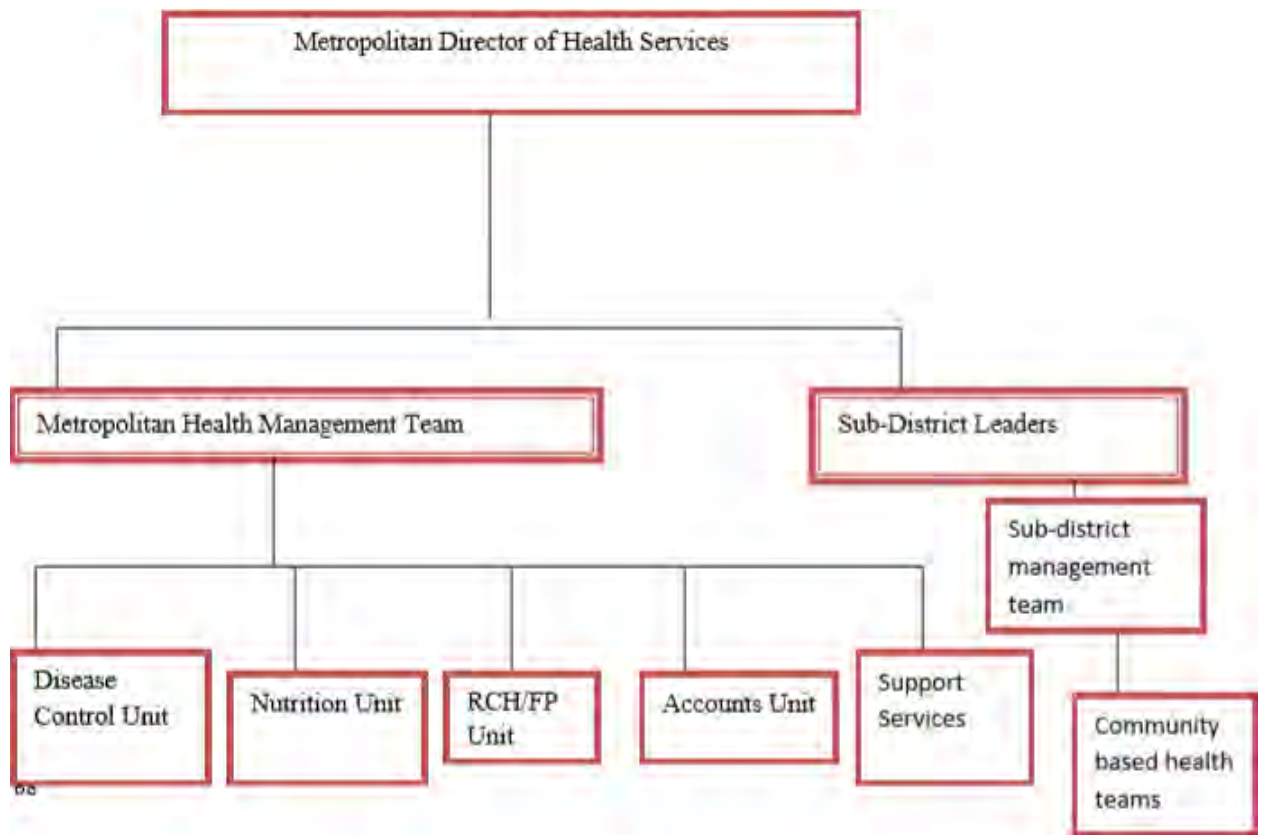 Metropolitan Director of Health Services
Metropolitan Health Management Team
Sub-District Leaders
Sub-district
management
team
Disease
Control Unit
Nutrition Unit
RCH/FP
Unit
Accounts Unit
Support
Services
Community
based health
teams